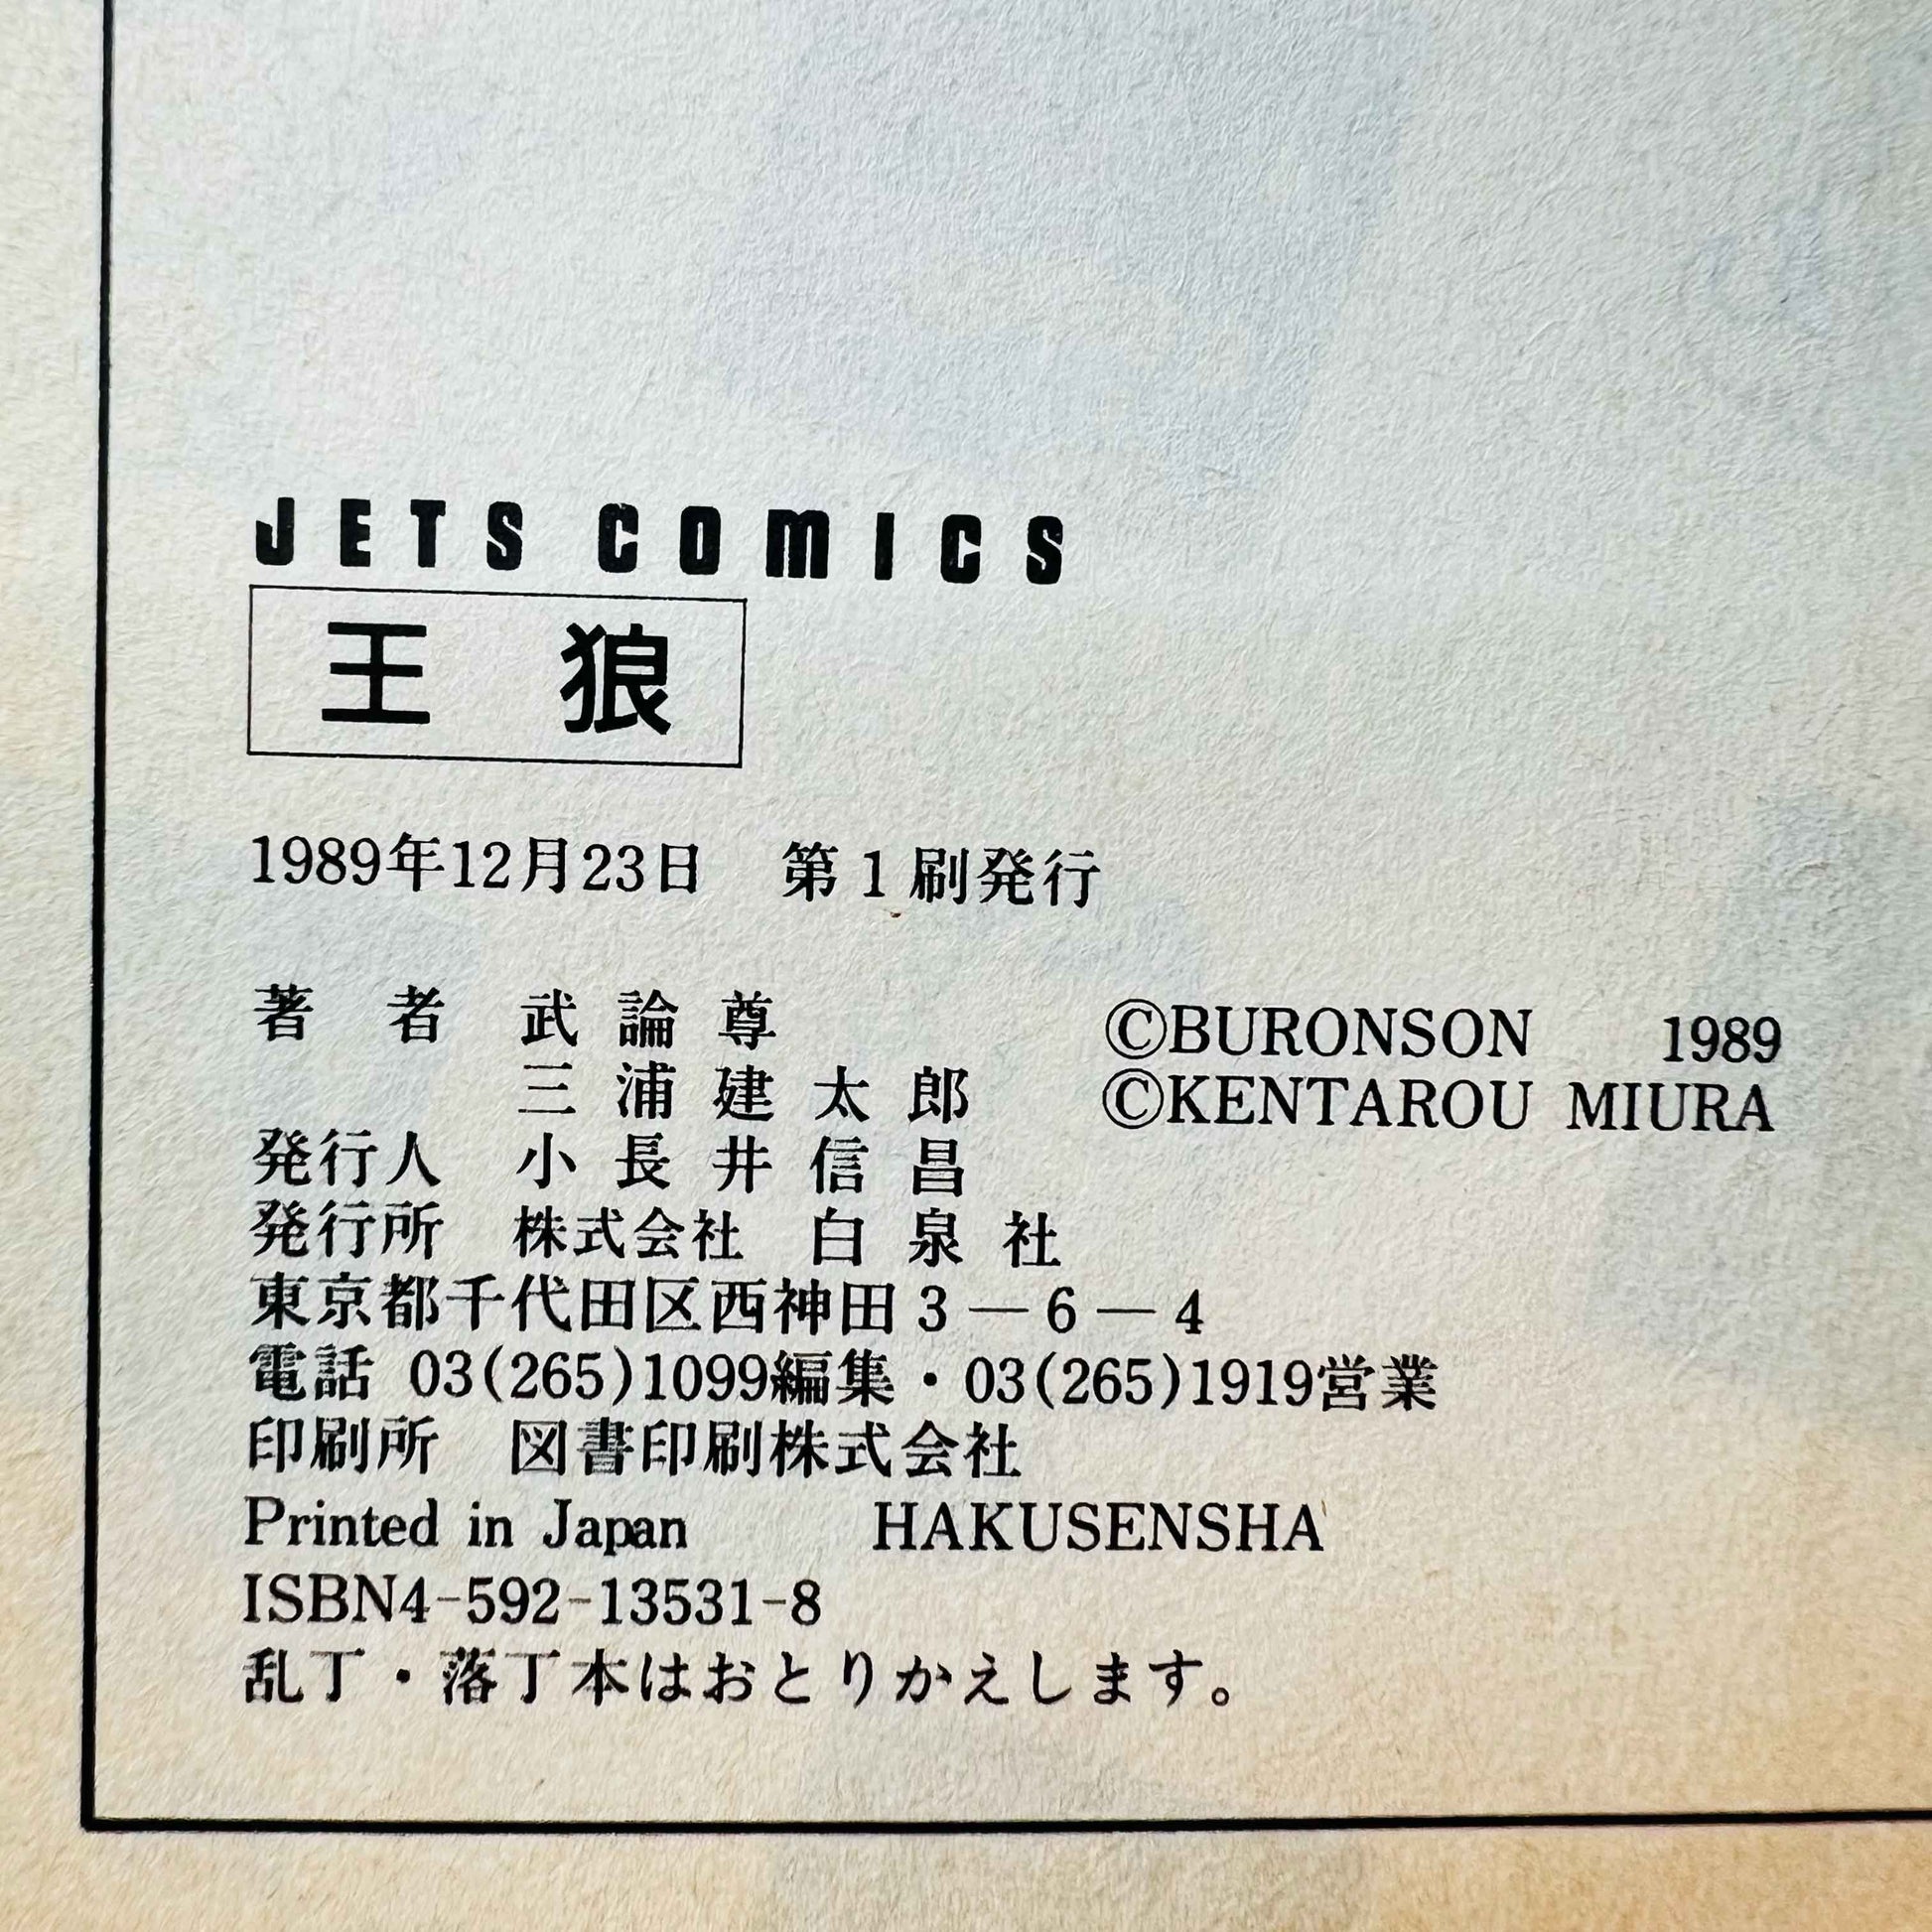 JETS COMICS
王 狼
1989年12月23日 第1刷発行
著 者 武論尊 ©BURONSON 1989
三浦建太郎 ©KENTAROU MIURA
発行人 小長井信昌
発行所 株式会社 白泉社
東京都千代田区西神田3―6―4
電話 03(265)1099編集・03(265)1919営業
印刷所 図書印刷株式会社
Printed in Japan HAKUSENSHA
ISBN4-592-13531-8
乱丁・落丁本はおとりかえします。